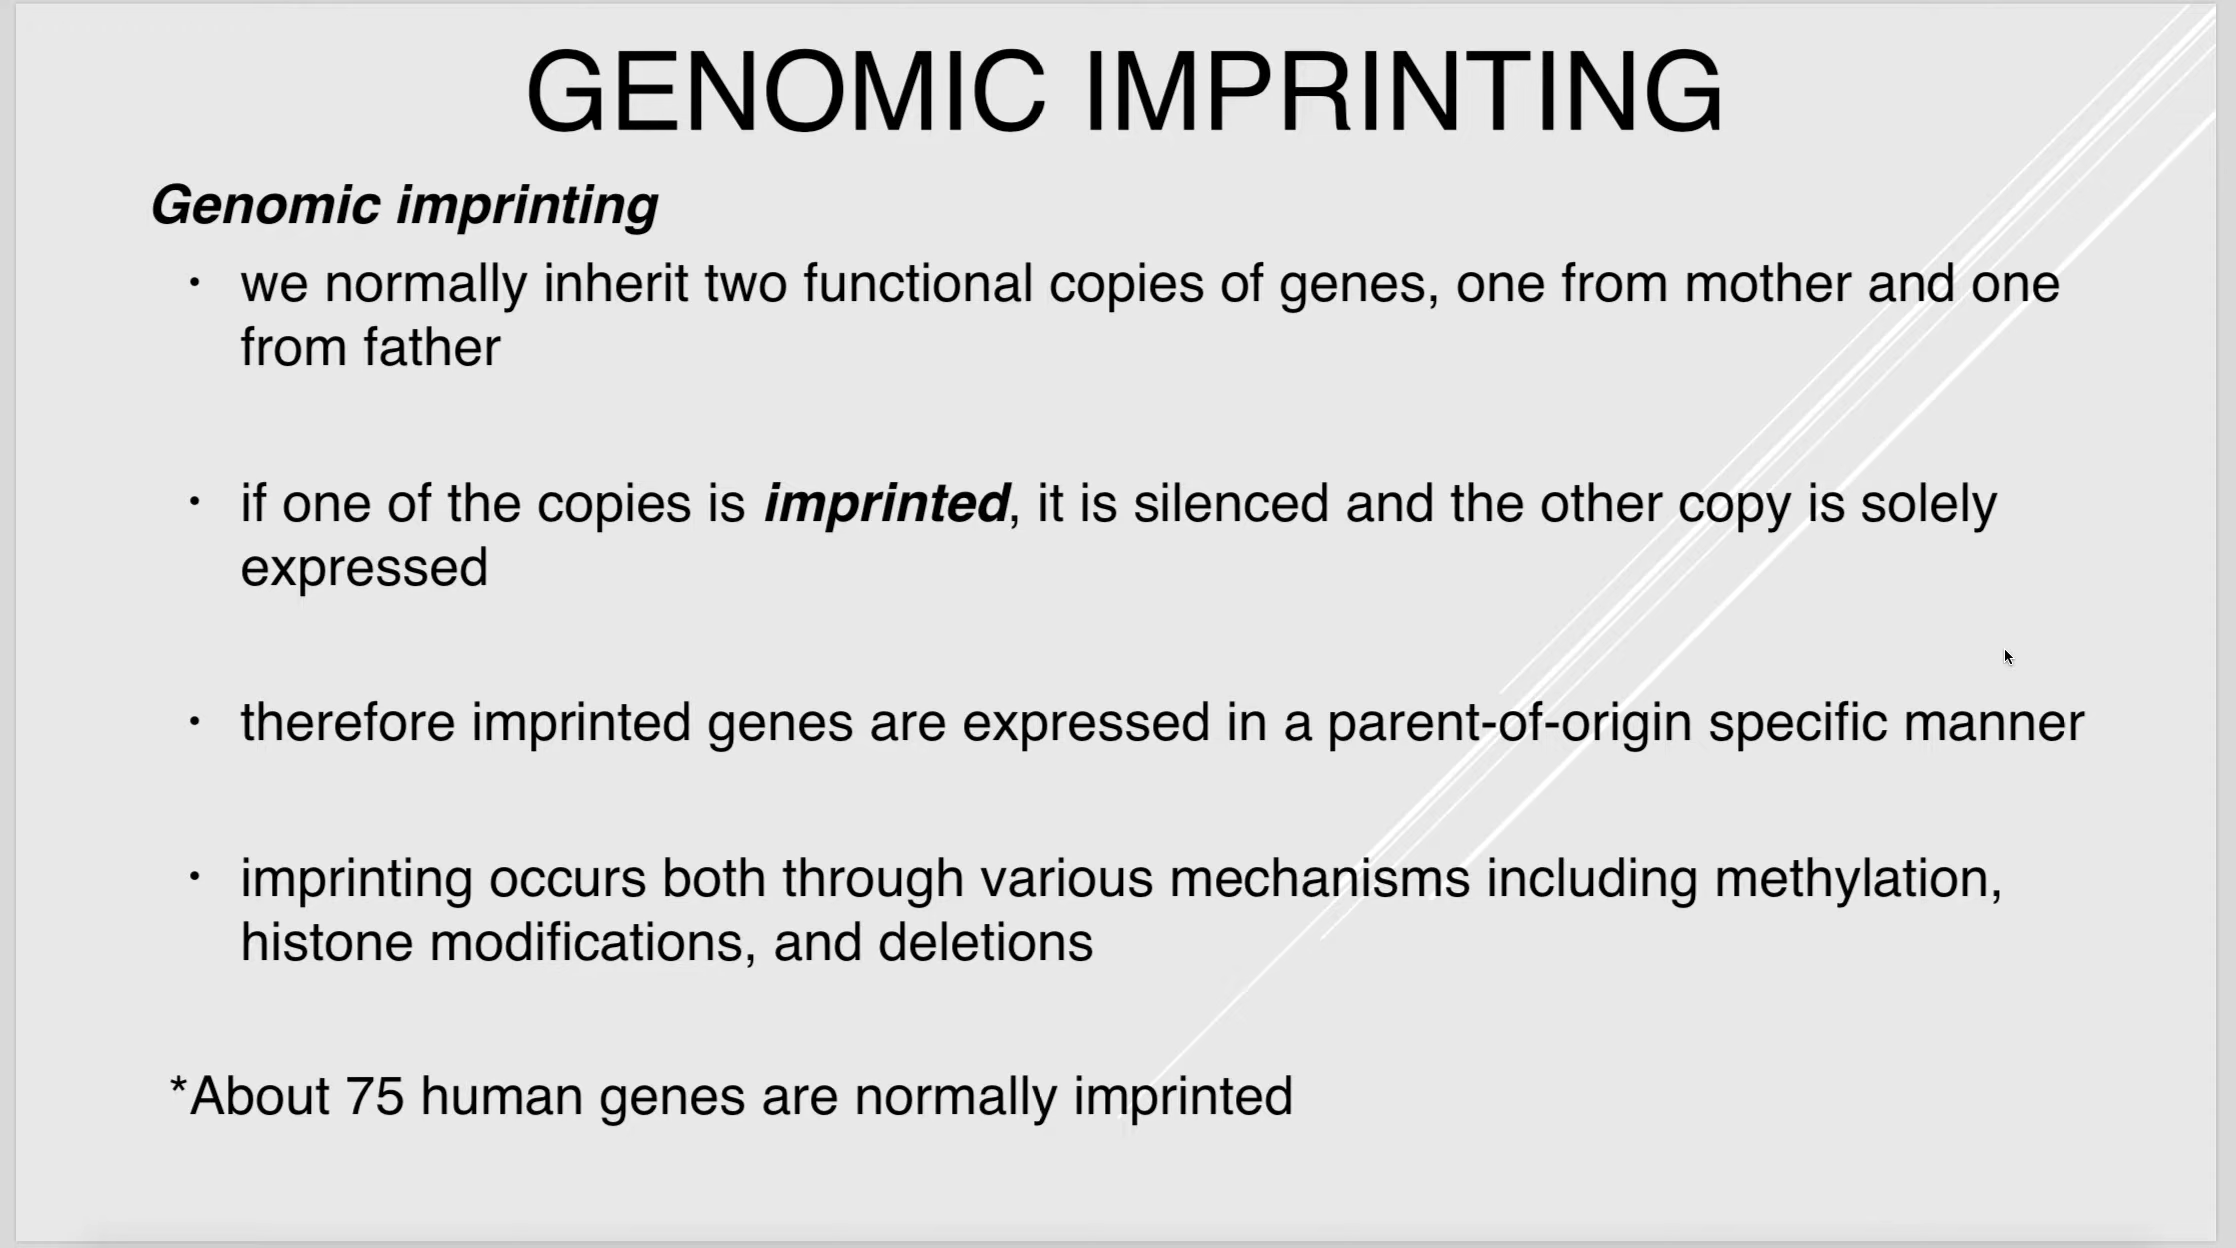 GENOMIC IMPRINTING
Genomic imprinting
• we normally inherit two functional copies of genes, one from mother and one
from father
• if one of the copies is imprinted, it is silenced and the other copy is solely
expressed
• therefore imprinted genes are expressed in a parent-of-origin specific manner
• imprinting occurs both through various mechanisms including methylation,
histone modifications, and deletions
*About 75 human genes are normally imprinted